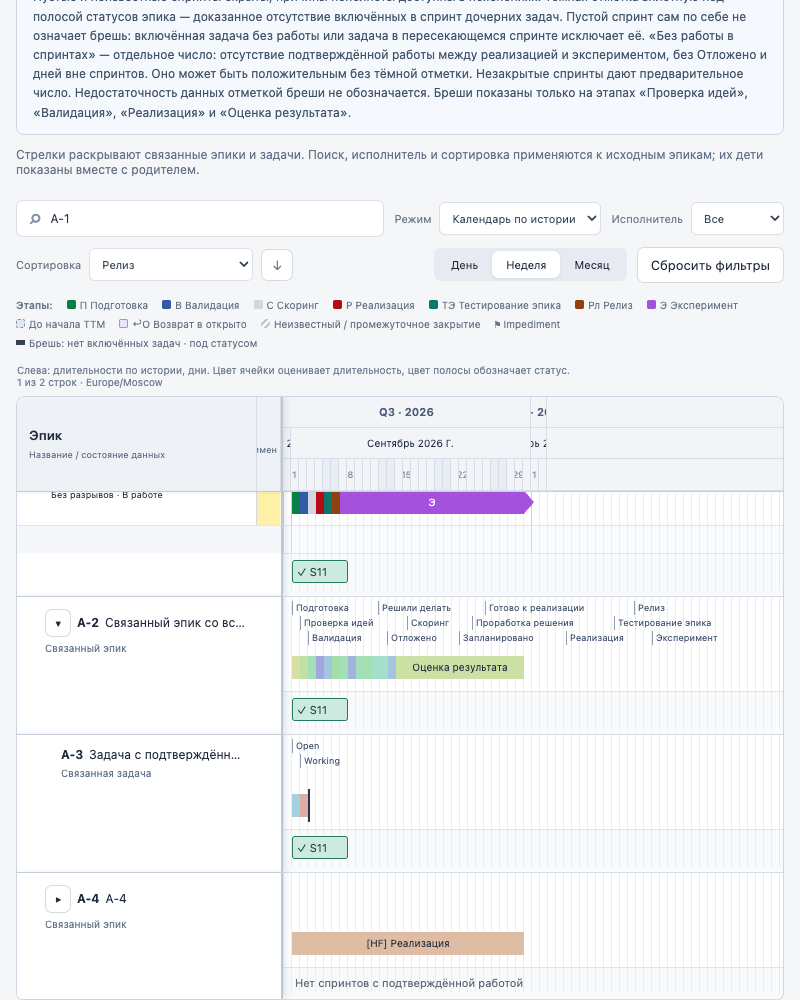 полосой статусов эпика — доказанное отсутствие включённых в спринт дочерних задач. Пустой спринт сам по себе не
означает брешь: включённая задача без работы или задача в пересекающемся спринте исключает её. «Без работы в
спринтах» — отдельное число: отсутствие подтверждённой работы между реализацией и экспериментом, без Отложено и
дней вне спринтов. Оно может быть положительным без тёмной отметки. Незакрытые спринты дают предварительное
число. Недостаточность данных отметкой бреши не обозначается. Бреши показаны только на этапах «Проверка идей»,
«Валидация», «Реализация» и «Оценка результата».
Стрелки раскрывают связанные эпики и задачи. Поиск, исполнитель и сортировка применяются к исходным эпикам; их дети
показаны вместе с родителем.
A-1
Режим
Календарь по истории
Исполнитель
Все
Сортировка
Релиз
↓
День
Неделя
Месяц
Сбросить фильтры
Этапы: П Подготовка В Валидация С Скоринг Р Реализация ТЭ Тестирование эпика Рл Релиз Э Эксперимент
До начала ТТМ ↩О Возврат в открыто Неизвестный / промежуточное закрытие ⚑ Impediment
Брешь: нет включённых задач · под статусом
Слева: длительности по истории, дни. Цвет ячейки оценивает длительность, цвет полосы обозначает статус.
1 из 2 строк · Europe/Moscow
Эпик
Название / состояние данных
Q3 · 2026
Сентябрь 2026 Г.
1 8 15 22 29 1
Без разрывов · В работе
Э
✓ S11
▾ A-2 Связанный эпик со вс…
Связанный эпик
Подготовка Решили делать Готово к реализации Релиз
Проверка идей Скоринг Проработка решения Тестирование эпика
Валидация Отложено Запланировано Реализация Эксперимент
Оценка результата
✓ S11
A-3 Задача с подтверждённ…
Связанная задача
Open
Working
✓ S11
▸ A-4 A-4
Связанный эпик
[HF] Реализация
Нет спринтов с подтверждённой работой